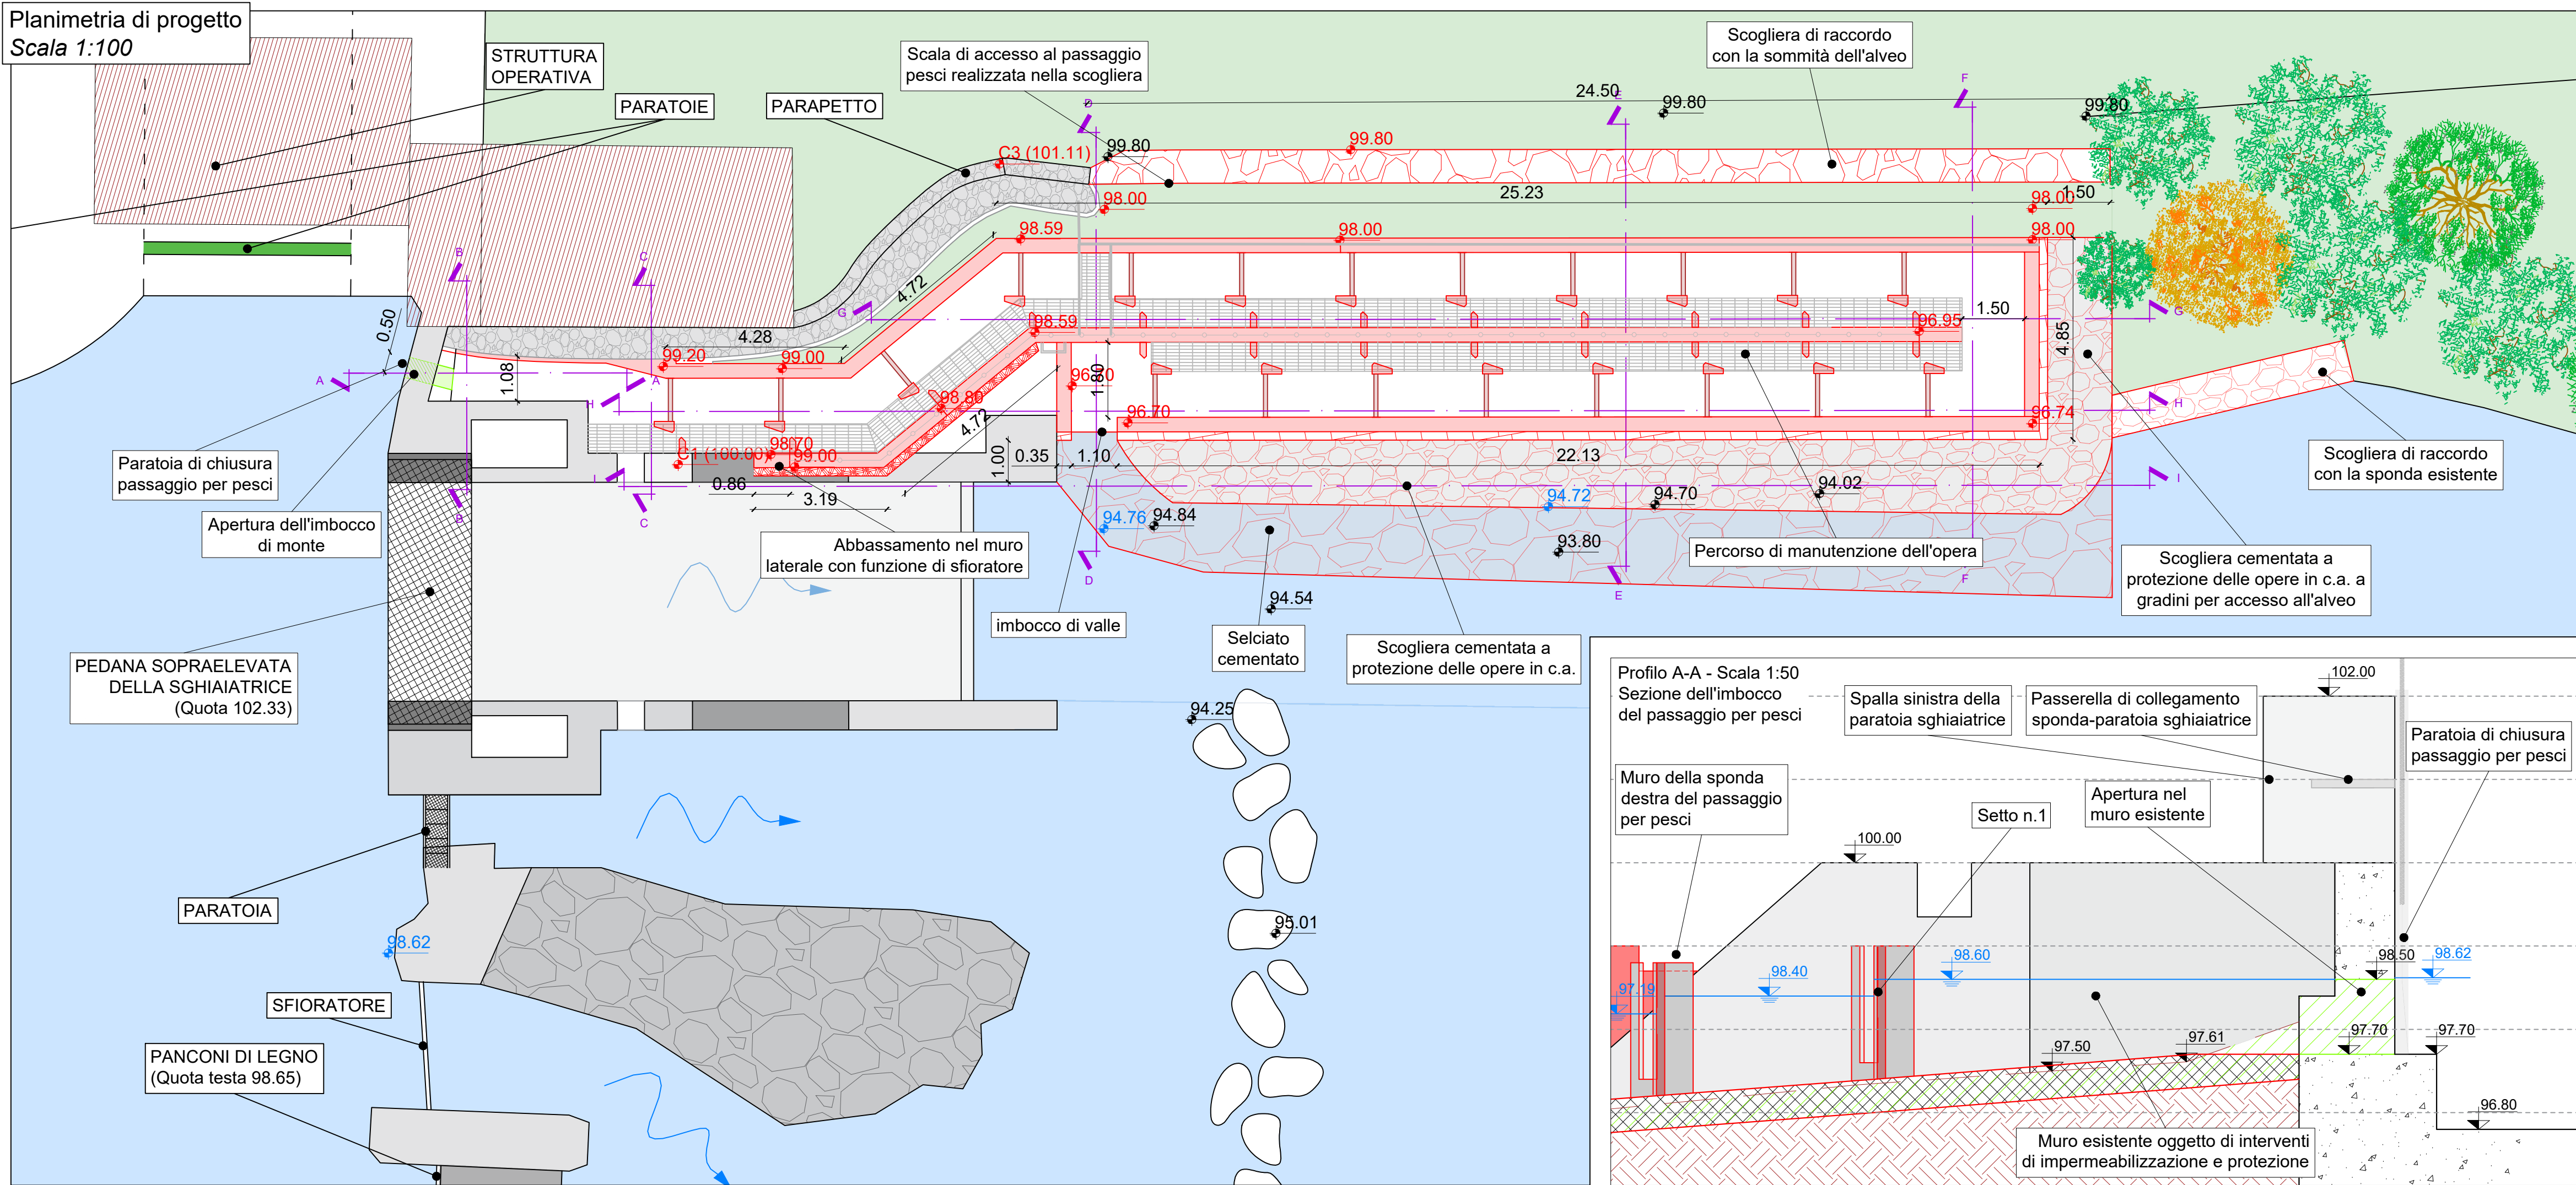 Planimetria di progetto
Scala 1:100
STRUTTURA
OPERATIVA
PARATOIE
PARAPETTO
Scala di accesso al passaggio
pesci realizzata nella scogliera
Scogliera di raccordo
con la sommità dell'alveo
D
24.50
E
99.80
F
99.80
C3 (101.11)
99.80
99.80
98.00
25.23
98.00
1.50
98.59
98.00
98.00
B
C
4.72
G
G
0.50
4.28
98.59
96.95
1.50
4.85
99.20
99.00
A
A
1.08
H
98.80
1.80
4.72
96.70
96.74
H
98.70
C1 (100.00)
99.00
I
1.00
0.35
1.10
22.13
I
0.86
3.19
B
C
94.76
94.84
94.72
94.70
94.02
93.80
D
E
F
94.54
Paratoia di chiusura
passaggio per pesci
Apertura dell'imbocco
di monte
Abbassamento nel muro
laterale con funzione di sfioratore
Percorso di manutenzione dell'opera
Scogliera di raccordo
con la sponda esistente
Scogliera cementata a
protezione delle opere in c.a. a
gradini per accesso all'alveo
imbocco di valle
Selciato
cementato
Scogliera cementata a
protezione delle opere in c.a.
PEDANA SOPRAELEVATA
DELLA SGHIAIATRICE
(Quota 102.33)
94.25
PARATOIA
95.01
98.62
SFIORATORE
PANCONI DI LEGNO
(Quota testa 98.65)
Profilo A-A - Scala 1:50
Sezione dell'imbocco
del passaggio per pesci
Spalla sinistra della
paratoia sghiaiatrice
Passerella di collegamento
sponda-paratoia sghiaiatrice
102.00
Paratoia di chiusura
passaggio per pesci
Muro della sponda
destra del passaggio
per pesci
Setto n.1
Apertura nel
muro esistente
100.00
97.19
98.40
98.60
98.50
98.62
97.50
97.61
97.70
97.70
96.80
Muro esistente oggetto di interventi
di impermeabilizzazione e protezione